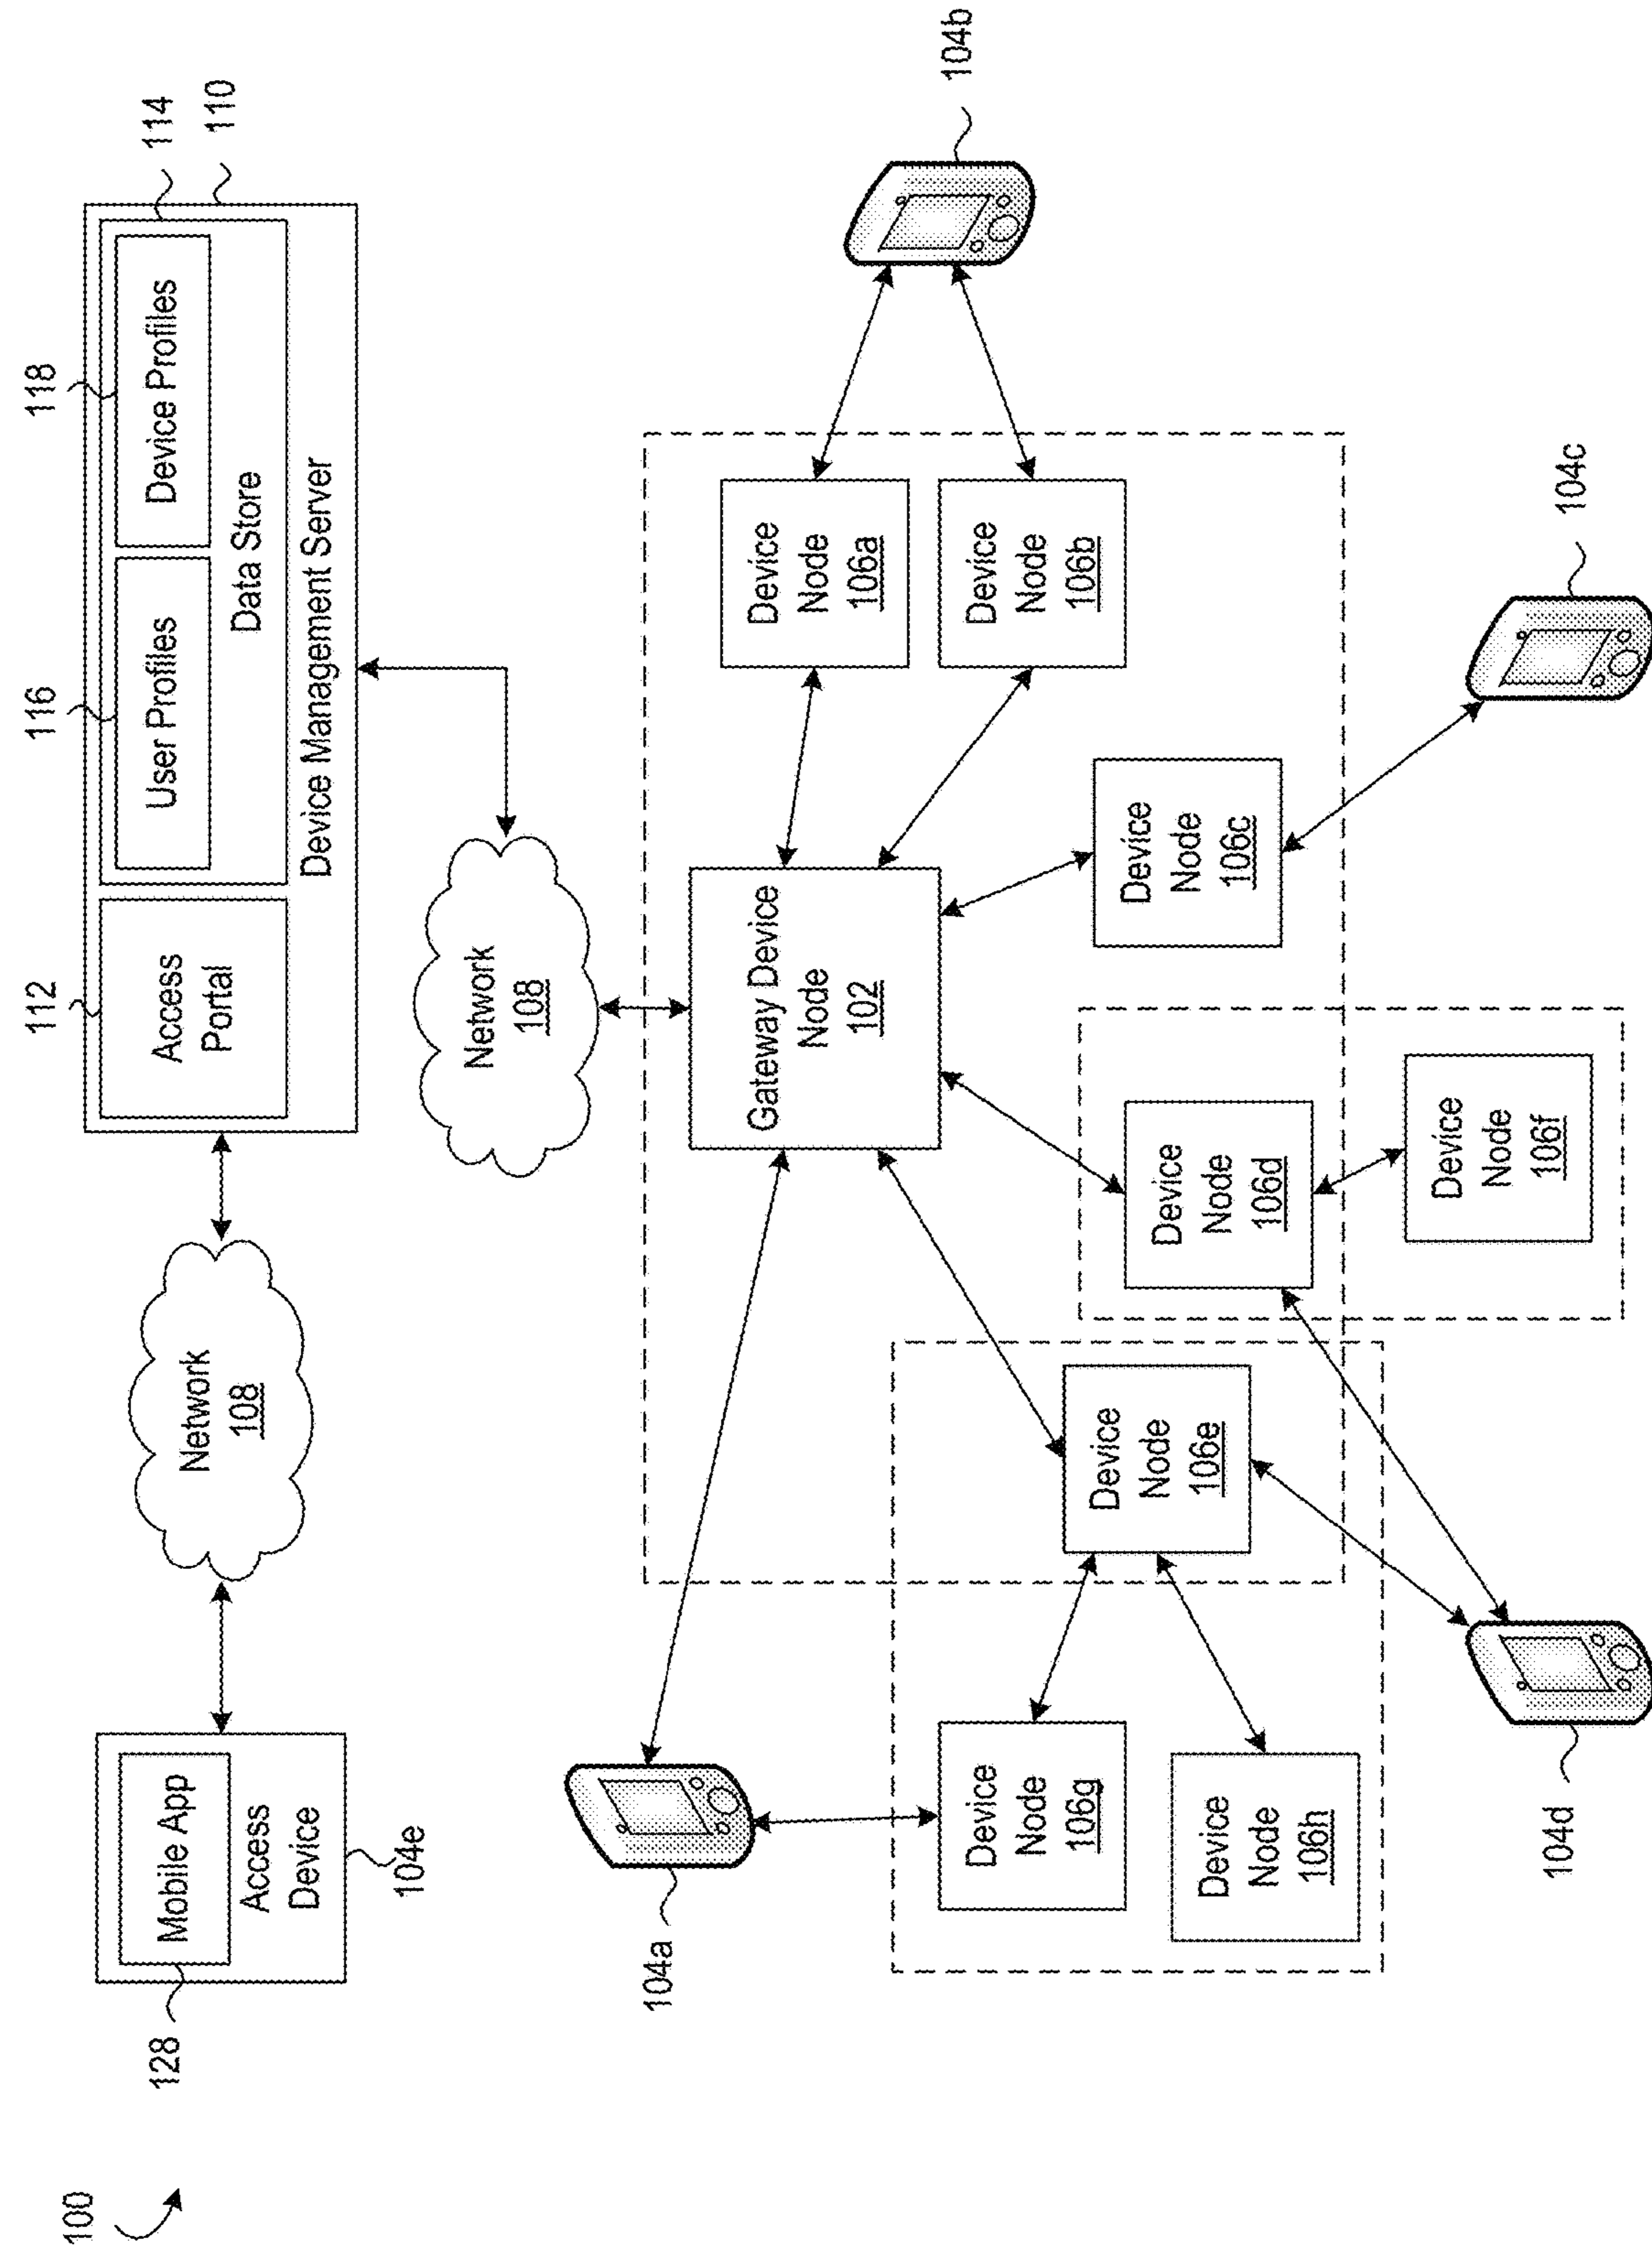 100
128
Mobile App
Access
Device
104e
Network
108
112
Access
Portal
116
User Profiles
118
Device Profiles
114
110
Data Store
Device Management Server
Network
108
104a
Gateway Device
Node
102
Device
Node
106a
Device
Node
106b
104b
Device
Node
106c
104c
Device
Node
106d
Device
Node
106f
Device
Node
106e
Device
Node
106g
Device
Node
106h
104d